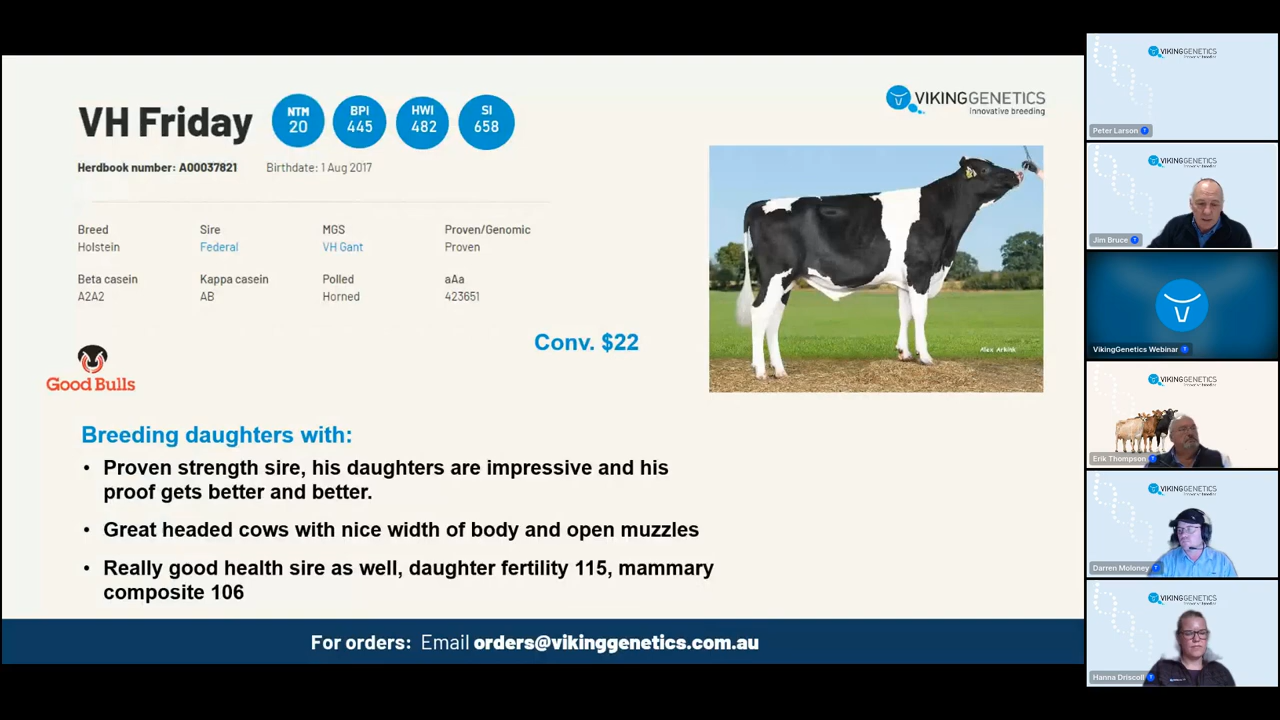 VH Friday
NTM
20
BPI
445
HWI
482
SI
658
VIKINGGENETICS
Innovative breeding
Herdbook number: A00037821 Birthdate: 1 Aug 2017
Breed Sire MGS Proven/Genomic
Holstein Federal VH Gant Proven
Beta casein Kappa casein Polled aAa
A2A2 AB Horned 423651
Conv. $22
Good Bulls
Breeding daughters with:
• Proven strength sire, his daughters are impressive and his
proof gets better and better.
• Great headed cows with nice width of body and open muzzles
• Really good health sire as well, daughter fertility 115, mammary
composite 106
For orders: Email orders@vikinggenetics.com.au
VIKINGGENETICS
Peter Larson
VIKINGGENETICS
Jim Bruce
VikingGenetics Webinar
VIKINGGENETICS
Erik Thompson
VIKINGGENETICS
Darren Moloney
VIKINGGENETICS
Hanna Driscoll